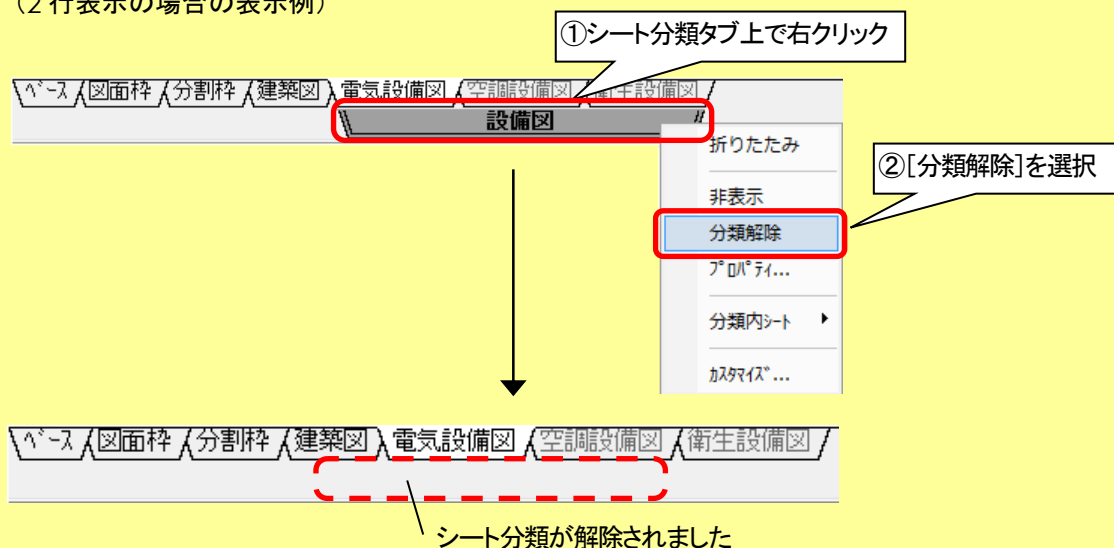 (2 行表示の場合の表示例)
①シート分類タブ上で右クリック
ベース 図面枠 分割枠 建築図 電気設備図 空調設備図 衛生設備図
設備図
折りたたみ
②[分類解除]を選択
非表示
分類解除
プロパティ...
分類内シート
カスタマイズ...
ベース 図面枠 分割枠 建築図 電気設備図 空調設備図 衛生設備図
シート分類が解除されました